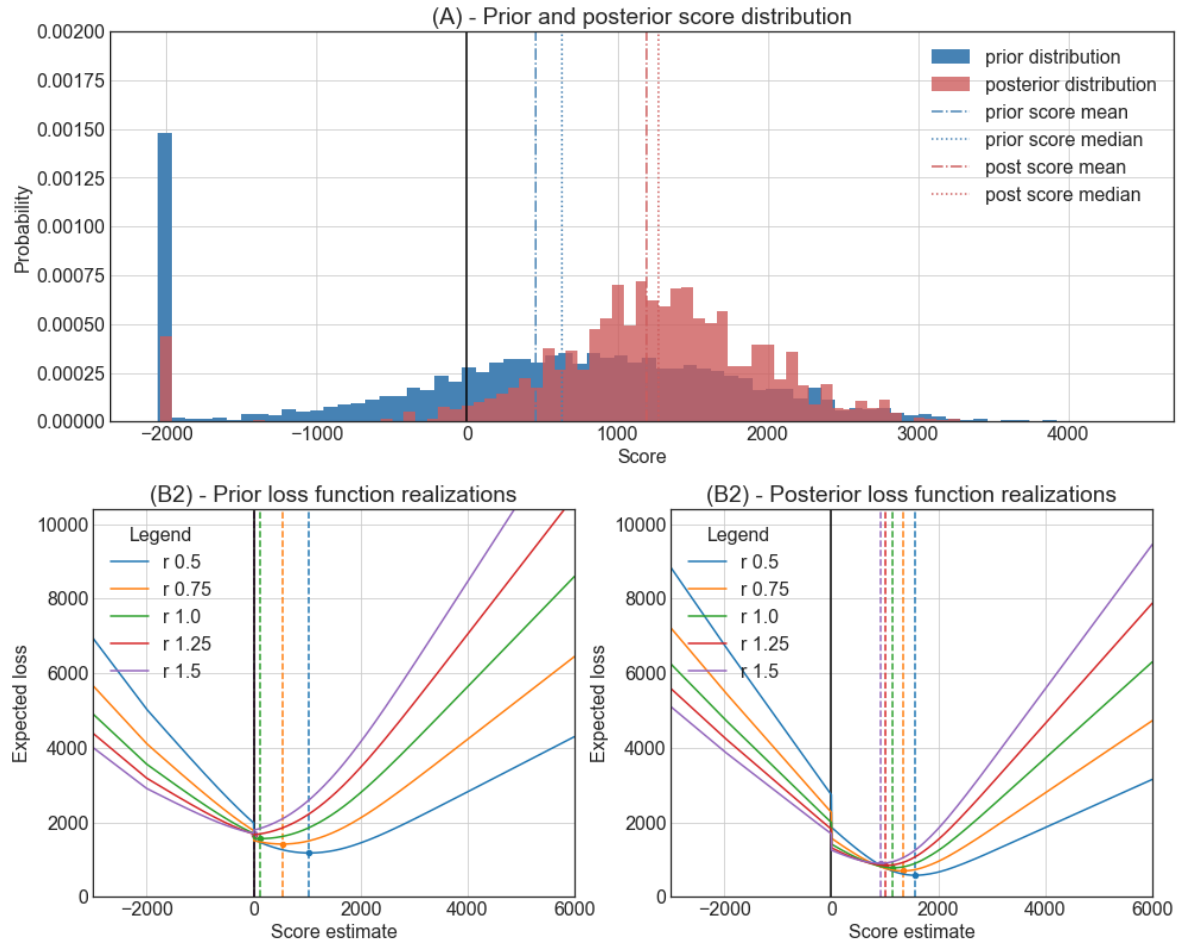 (A) - Prior and posterior score distribution
0.00200
0.00175
0.00150
0.00125
0.00100
0.00075
0.00050
0.00025
0.00000
Probability
prior distribution
posterior distribution
prior score mean
prior score median
post score mean
post score median
−2000 −1000 0 1000 2000 3000 4000
Score
(B2) - Prior loss function realizations
10000
8000
6000
4000
2000
0
Expected loss
Legend
r 0.5
r 0.75
r 1.0
r 1.25
r 1.5
−2000 0 2000 4000 6000
Score estimate
(B2) - Posterior loss function realizations
10000
8000
6000
4000
2000
0
Expected loss
Legend
r 0.5
r 0.75
r 1.0
r 1.25
r 1.5
−2000 0 2000 4000 6000
Score estimate